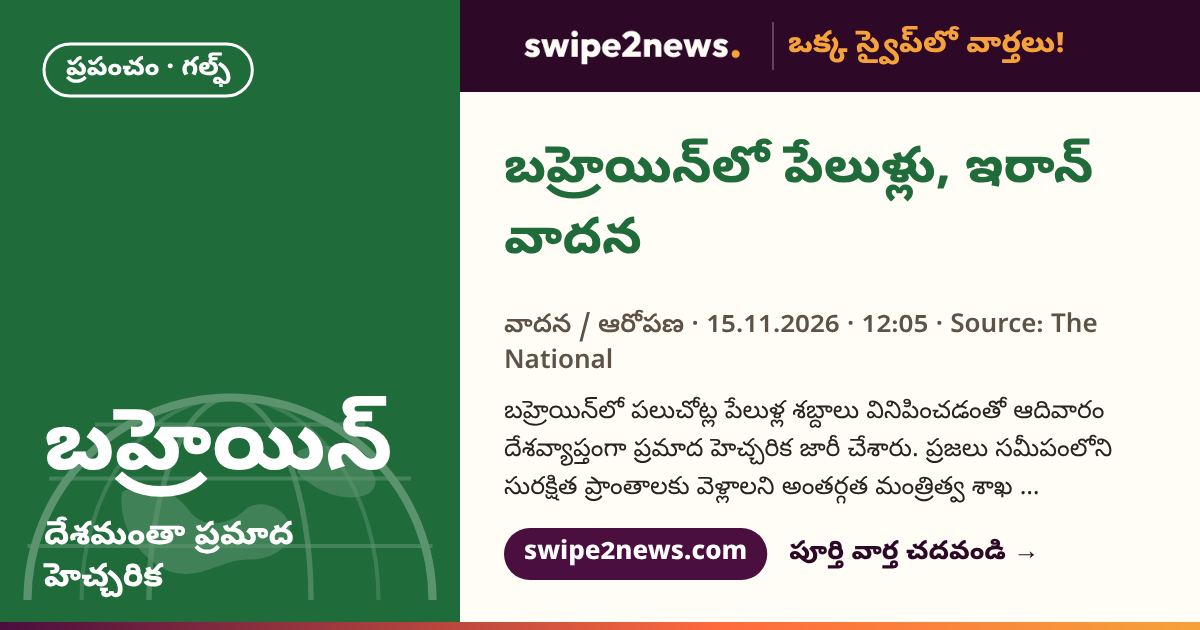 ప్రపంచం · గల్ఫ్
బహ్రెయిన్
దేశమంతా ప్రమాద
హెచ్చరిక
swipe2news.
ఒక్క స్వైప్‌లో వార్తలు!
బహ్రెయిన్‌లో పేలుళ్లు, ఇరాన్
వాదన
వాదన / ఆరోపణ · 15.11.2026 · 12:05 · Source: The
National
బహ్రెయిన్‌లో పలుచోట్ల పేలుళ్ల శబ్దాలు వినిపించడంతో ఆదివారం
దేశవ్యాప్తంగా ప్రమాద హెచ్చరిక జారీ చేశారు. ప్రజలు సమీపంలోని
సురక్షిత ప్రాంతాలకు వెళ్లాలని అంతర్గత మంత్రిత్వ శాఖ ...
swipe2news.com
పూర్తి వార్త చదవండి →